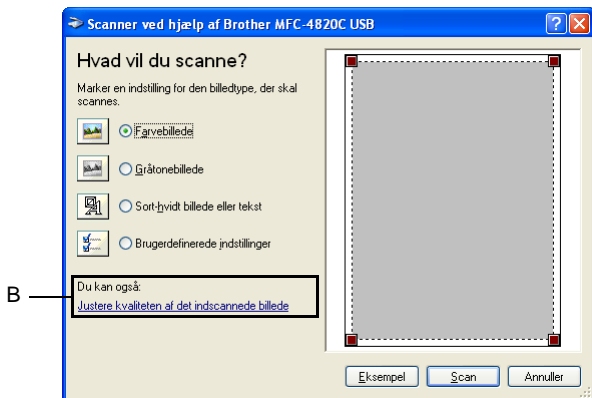 Scanner ved hjælp af Brother MFC-4820C USB
Hvad vil du scanne?
Marker en indstilling for den billedtype, der skal
scannes.
Farvebillede
Gråtonebillede
Sort-hvidt billede eller tekst
Brugerdefinerede indstillinger
B
Du kan også:
Justere kvaliteten af det indscannede billede
Eksempel
Scan
Annuller